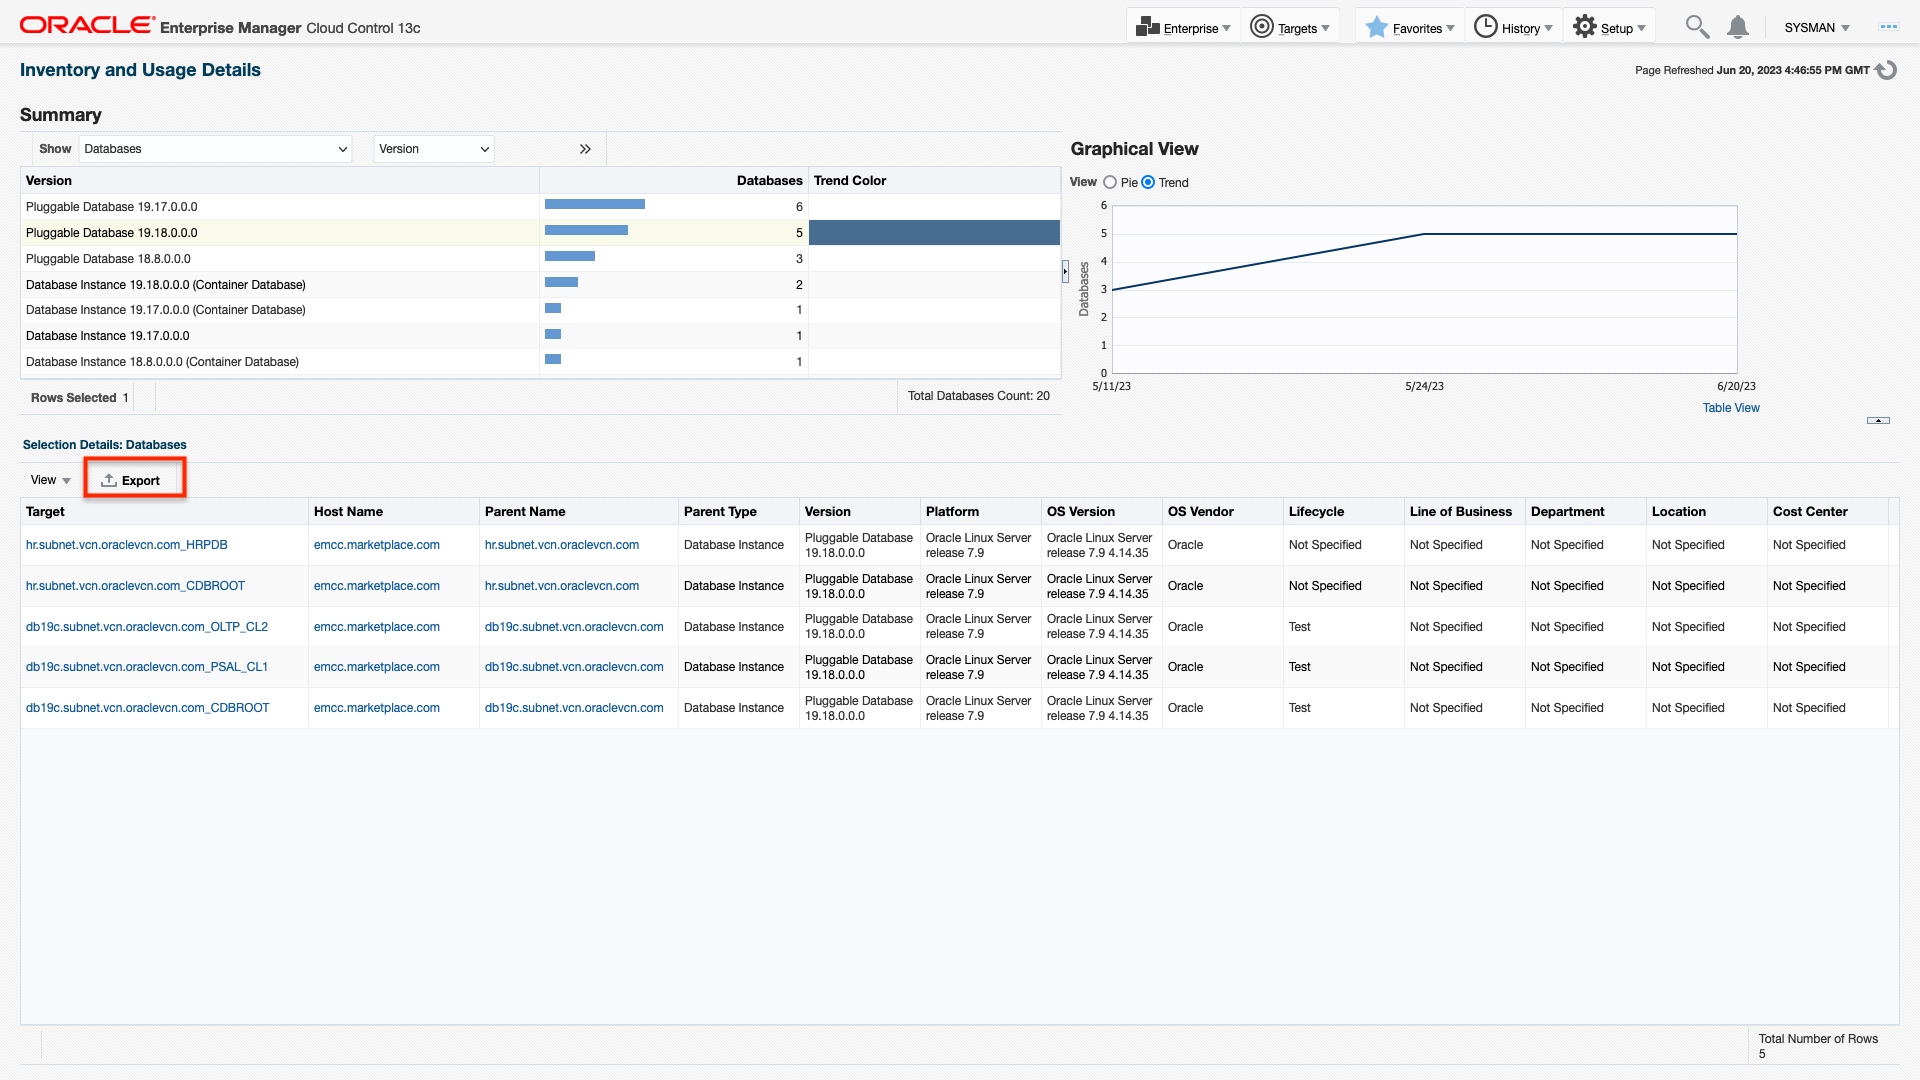 ORACLE Enterprise Manager Cloud Control 13c
Enterprise
Targets
Favorites
History
Setup
SYSMAN
Inventory and Usage Details
Page Refreshed Jun 20, 2023 4:46:55 PM GMT
Summary
Show Databases Version
Version Databases Trend Color
Pluggable Database 19.17.0.0.0 6
Pluggable Database 19.18.0.0.0 5
Pluggable Database 18.8.0.0.0 3
Database Instance 19.18.0.0.0 (Container Database) 2
Database Instance 19.17.0.0.0 (Container Database) 1
Database Instance 19.17.0.0.0 1
Database Instance 18.8.0.0.0 (Container Database) 1
Rows Selected 1
Total Databases Count: 20
Graphical View
View Pie Trend
6
5
4
3
2
1
0
Databases
5/11/23 5/24/23 6/20/23
Table View
Selection Details: Databases
View Export
Target Host Name Parent Name Parent Type Version Platform OS Version OS Vendor Lifecycle Line of Business Department Location Cost Center
hr.subnet.vcn.oraclevcn.com_HRPDB emcc.marketplace.com hr.subnet.vcn.oraclevcn.com Database Instance Pluggable Database 19.18.0.0.0 Oracle Linux Server release 7.9 Oracle Linux Server release 7.9 4.14.35 Oracle Not Specified Not Specified Not Specified Not Specified Not Specified
hr.subnet.vcn.oraclevcn.com_CDBROOT emcc.marketplace.com hr.subnet.vcn.oraclevcn.com Database Instance Pluggable Database 19.18.0.0.0 Oracle Linux Server release 7.9 Oracle Linux Server release 7.9 4.14.35 Oracle Not Specified Not Specified Not Specified Not Specified Not Specified
db19c.subnet.vcn.oraclevcn.com_OLTP_CL2 emcc.marketplace.com db19c.subnet.vcn.oraclevcn.com Database Instance Pluggable Database 19.18.0.0.0 Oracle Linux Server release 7.9 Oracle Linux Server release 7.9 4.14.35 Oracle Test Not Specified Not Specified Not Specified Not Specified
db19c.subnet.vcn.oraclevcn.com_PSAL_CL1 emcc.marketplace.com db19c.subnet.vcn.oraclevcn.com Database Instance Pluggable Database 19.18.0.0.0 Oracle Linux Server release 7.9 Oracle Linux Server release 7.9 4.14.35 Oracle Test Not Specified Not Specified Not Specified Not Specified
db19c.subnet.vcn.oraclevcn.com_CDBROOT emcc.marketplace.com db19c.subnet.vcn.oraclevcn.com Database Instance Pluggable Database 19.18.0.0.0 Oracle Linux Server release 7.9 Oracle Linux Server release 7.9 4.14.35 Oracle Test Not Specified Not Specified Not Specified Not Specified
Total Number of Rows
5